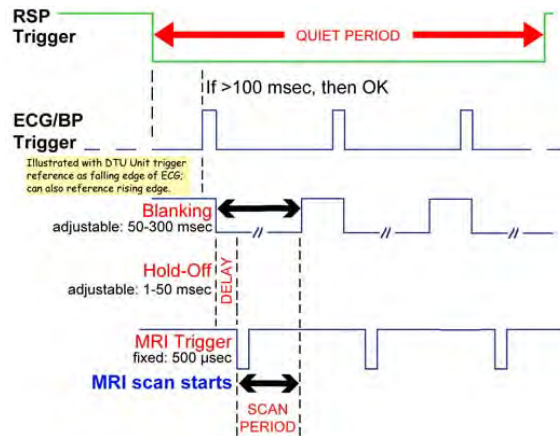 RSP
Trigger
QUIET PERIOD
If >100 msec, then OK
ECG/BP
Trigger
Illustrated with DTU Unit trigger
reference as falling edge of ECG;
can also reference rising edge.
Blanking
adjustable: 50-300 msec
Hold-Off
adjustable: 1-50 msec
DELAY
MRI Trigger
fixed: 500 µsec
MRI scan starts
SCAN
PERIOD